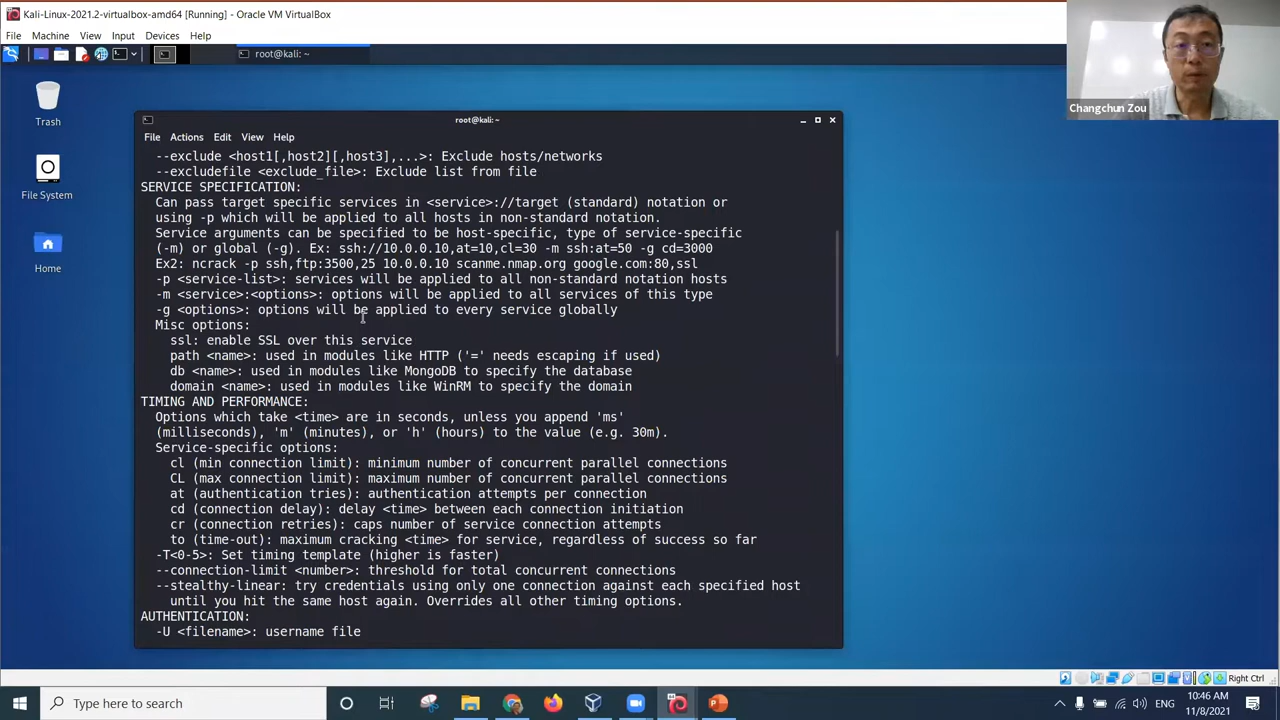 Kali-Linux-2021.2-virtualbox-amd64 [Running] - Oracle VM VirtualBox
File Machine View Input Devices Help
root@kali: ~
Changchun Zou
Trash
File System
Home
root@kali: ~
File Actions Edit View Help
--exclude <host1[,host2][,host3],...>: Exclude hosts/networks
--excludefile <exclude_file>: Exclude list from file
SERVICE SPECIFICATION:
Can pass target specific services in <service>://target (standard) notation or
using -p which will be applied to all hosts in non-standard notation.
Service arguments can be specified to be host-specific, type of service-specific
(-m) or global (-g). Ex: ssh://10.0.0.10,at=10,cl=30 -m ssh:at=50 -g cd=3000
Ex2: ncrack -p ssh,ftp:3500,25 10.0.0.10 scanme.nmap.org google.com:80,ssl
-p <service-list>: services will be applied to all non-standard notation hosts
-m <service>:<options>: options will be applied to all services of this type
-g <options>: options will be applied to every service globally
Misc options:
ssl: enable SSL over this service
path <name>: used in modules like HTTP ('=' needs escaping if used)
db <name>: used in modules like MongoDB to specify the database
domain <name>: used in modules like WinRM to specify the domain
TIMING AND PERFORMANCE:
Options which take <time> are in seconds, unless you append 'ms'
(milliseconds), 'm' (minutes), or 'h' (hours) to the value (e.g. 30m).
Service-specific options:
cl (min connection limit): minimum number of concurrent parallel connections
CL (max connection limit): maximum number of concurrent parallel connections
at (authentication tries): authentication attempts per connection
cd (connection delay): delay <time> between each connection initiation
cr (connection retries): caps number of service connection attempts
to (time-out): maximum cracking <time> for service, regardless of success so far
-T<0-5>: Set timing template (higher is faster)
--connection-limit <number>: threshold for total concurrent connections
--stealthy-linear: try credentials using only one connection against each specified host
until you hit the same host again. Overrides all other timing options.
AUTHENTICATION:
-U <filename>: username file
Right Ctrl
Type here to search
ENG
10:46 AM
11/8/2021